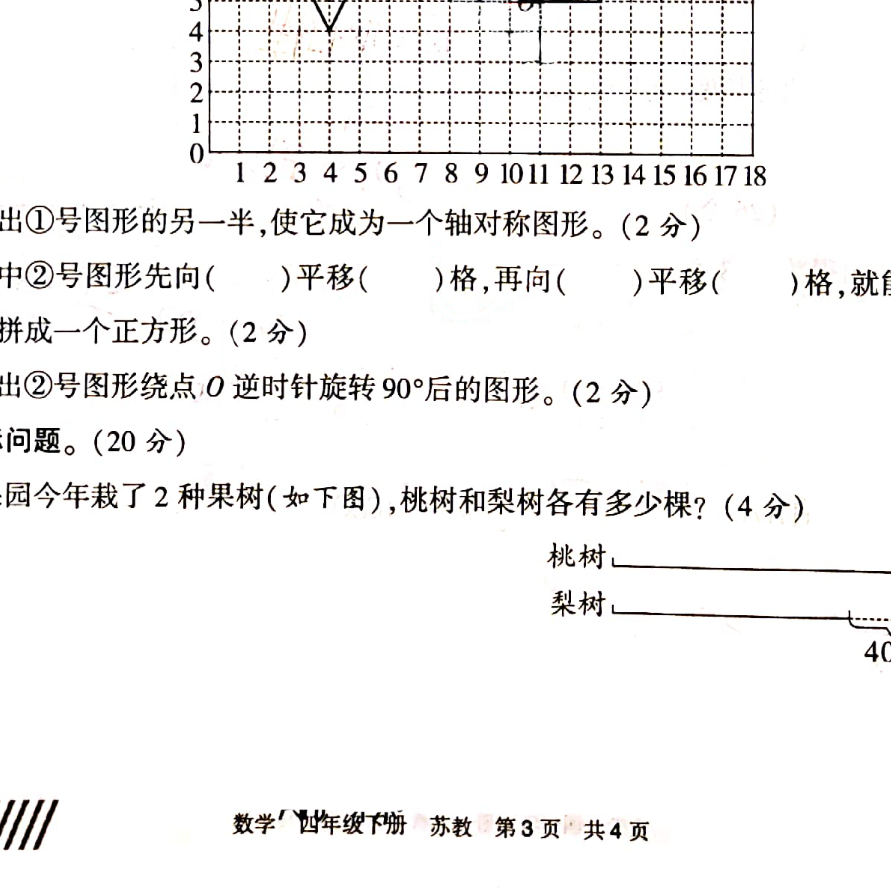 4
3
2
1
0
1 2 3 4 5 6 7 8 9 10 11 12 13 14 15 16 17 18
出①号图形的另一半,使它成为一个轴对称图形。(2 分)
中②号图形先向(  )平移(  )格,再向(  )平移(  )格,就
拼成一个正方形。(2 分)
出②号图形绕点 O 逆时针旋转 90°后的图形。(2 分)
问题。(20 分)
园今年栽了 2 种果树(如下图),桃树和梨树各有多少棵? (4 分)
桃树
梨树
40
数学 四年级下册 苏教 第 3 页 共 4 页